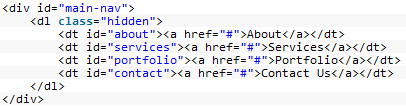 <div id="main-nav">
    <dl class="hidden">
        <dt id="about"><a href="#">About</a></dt>
        <dt id="services"><a href="#">Services</a></dt>
        <dt id="portfolio"><a href="#">Portfolio</a></dt>
        <dt id="contact"><a href="#">Contact Us</a></dt>
    </dl>
</div>